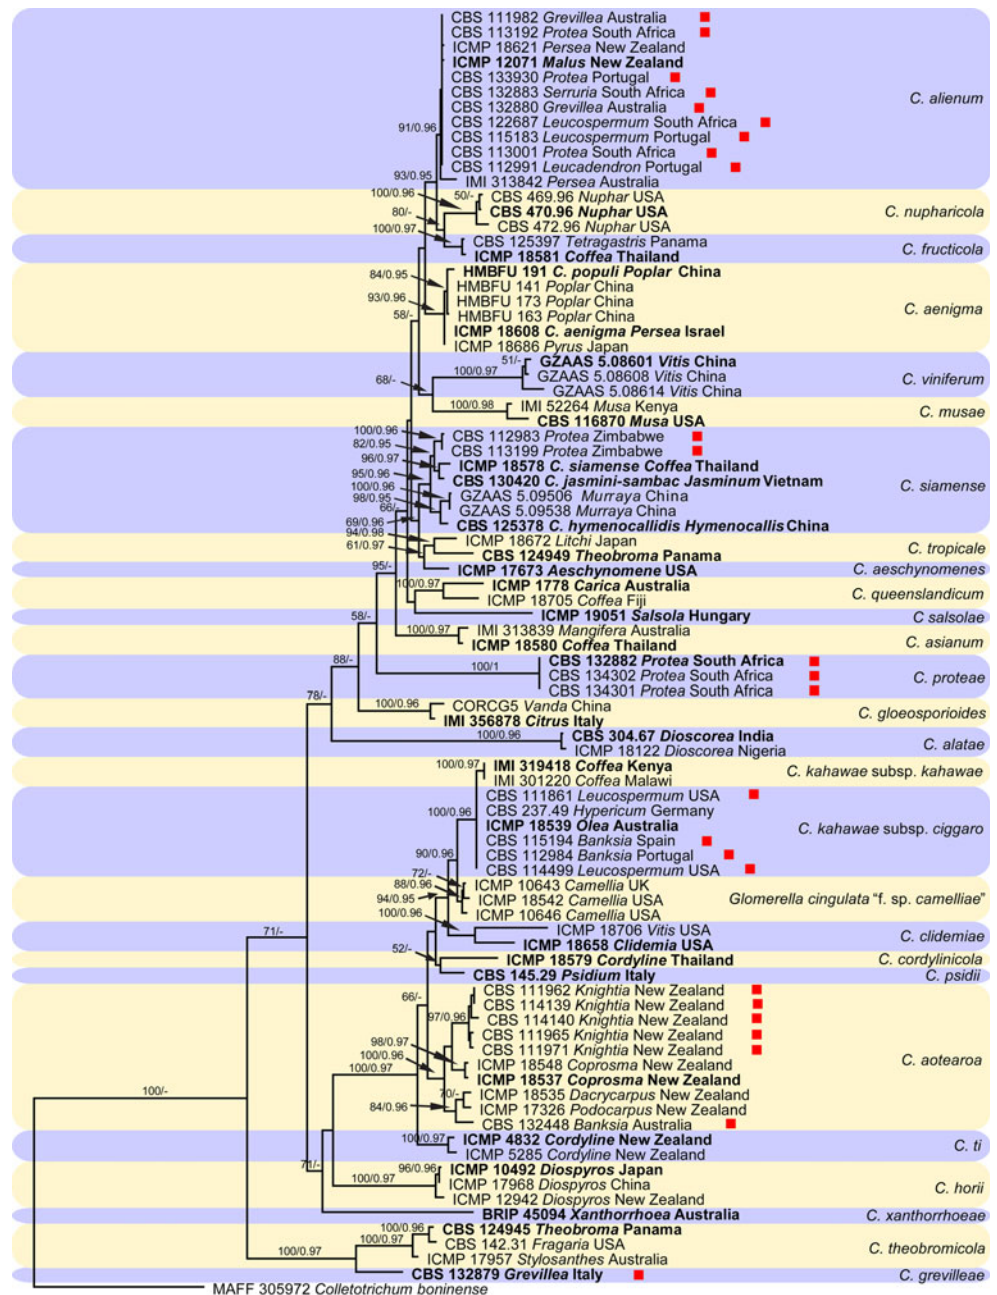 CBS 111982 Grevillea Australia
CBS 113192 Protea South Africa
ICMP 18621 Persea New Zealand
ICMP 12071 Malus New Zealand
CBS 133930 Protea Portugal
CBS 132883 Serruria South Africa
C. alienum
CBS 132880 Grevillea Australia
CBS 122687 Leucospermum South Africa
91/0.96
CBS 115183 Leucospermum Portugal
CBS 113001 Protea South Africa
CBS 112991 Leucadendron Portugal
93/0.95
IMI 313842 Persea Australia
100/0.96
50/-
CBS 469.96 Nuphar USA
80/-
CBS 470.96 Nuphar USA
C. nupharicola
CBS 472.96 Nuphar USA
100/0.97
CBS 125397 Tetragastris Panama
C. fructicola
ICMP 18581 Coffea Thailand
84/0.95
HMBFU 191 C. populi Poplar China
HMBFU 141 Poplar China
93/0.96
HMBFU 173 Poplar China
C. aenigma
58/-
HMBFU 163 Poplar China
ICMP 18608 C. aenigma Persea Israel
ICMP 18686 Pyrus Japan
51/-
GZAAS 5.08601 Vitis China
100/0.97
GZAAS 5.08608 Vitis China
C. viniferum
68/-
GZAAS 5.08614 Vitis China
100/0.98
IMI 52264 Musa Kenya
C. musae
CBS 116870 Musa USA
100/0.96
CBS 112983 Protea Zimbabwe
82/0.95
CBS 113199 Protea Zimbabwe
96/0.97
ICMP 18578 C. siamense Coffea Thailand
95/0.96
CBS 130420 C. jasmini-sambac Jasminum Vietnam
C. siamense
100/0.96
GZAAS 5.09506 Murraya China
98/0.95
66/-
GZAAS 5.09538 Murraya China
69/0.96
CBS 125378 C. hymenocallidis Hymenocallis China
94/0.98
ICMP 18672 Litchi Japan
61/0.97
CBS 124949 Theobroma Panama
C. tropicale
95/-
ICMP 17673 Aeschynomene USA
C. aeschynomenes
100/0.97
ICMP 1778 Carica Australia
C. queenslandicum
ICMP 18705 Coffea Fiji
58/-
ICMP 19051 Salsola Hungary
C salsolae
100/0.97
IMI 313839 Mangifera Australia
C. asianum
ICMP 18580 Coffea Thailand
88/-
100/1
CBS 132882 Protea South Africa
CBS 134302 Protea South Africa
C. proteae
CBS 134301 Protea South Africa
78/-
100/0.96
CORCG5 Vanda China
C. gloeosporioides
IMI 356878 Citrus Italy
100/0.96
CBS 304.67 Dioscorea India
C. alatae
ICMP 18122 Dioscorea Nigeria
100/0.97
IMI 319418 Coffea Kenya
C. kahawae subsp. kahawae
IMI 301220 Coffea Malawi
CBS 111861 Leucospermum USA
100/0.96
CBS 237.49 Hypericum Germany
ICMP 18539 Olea Australia
C. kahawae subsp. ciggaro
CBS 115194 Banksia Spain
90/0.96
CBS 112984 Banksia Portugal
CBS 114499 Leucospermum USA
72/-
88/0.96
ICMP 10643 Camellia UK
94/0.95
ICMP 18542 Camellia USA
Glomerella cingulata “f. sp. camelliae”
ICMP 10646 Camellia USA
100/0.96
ICMP 18706 Vitis USA
71/-
ICMP 18658 Clidemia USA
C. clidemiae
52/-
ICMP 18579 Cordyline Thailand
C. cordylinicola
CBS 145.29 Psidium Italy
C. psidii
66/-
CBS 111962 Knightia New Zealand
CBS 114139 Knightia New Zealand
97/0.96
CBS 114140 Knightia New Zealand
CBS 111965 Knightia New Zealand
98/0.97
CBS 111971 Knightia New Zealand
100/0.96
ICMP 18548 Coprosma New Zealand
C. aotearoa
100/0.97
ICMP 18537 Coprosma New Zealand
100/-
70/-
ICMP 18535 Dacrycarpus New Zealand
84/0.96
ICMP 17326 Podocarpus New Zealand
CBS 132448 Banksia Australia
100/0.97
ICMP 4832 Cordyline New Zealand
C. ti
ICMP 5285 Cordyline New Zealand
71/-
96/0.96
ICMP 10492 Diospyros Japan
100/0.97
ICMP 17968 Diospyros China
C. horii
ICMP 12942 Diospyros New Zealand
BRIP 45094 Xanthorrhoea Australia
C. xanthorrhoeae
100/0.96
CBS 124945 Theobroma Panama
100/0.97
CBS 142.31 Fragaria USA
C. theobromicola
100/0.97
ICMP 17957 Stylosanthes Australia
CBS 132879 Grevillea Italy
C. grevilleae
MAFF 305972 Colletotrichum boninense